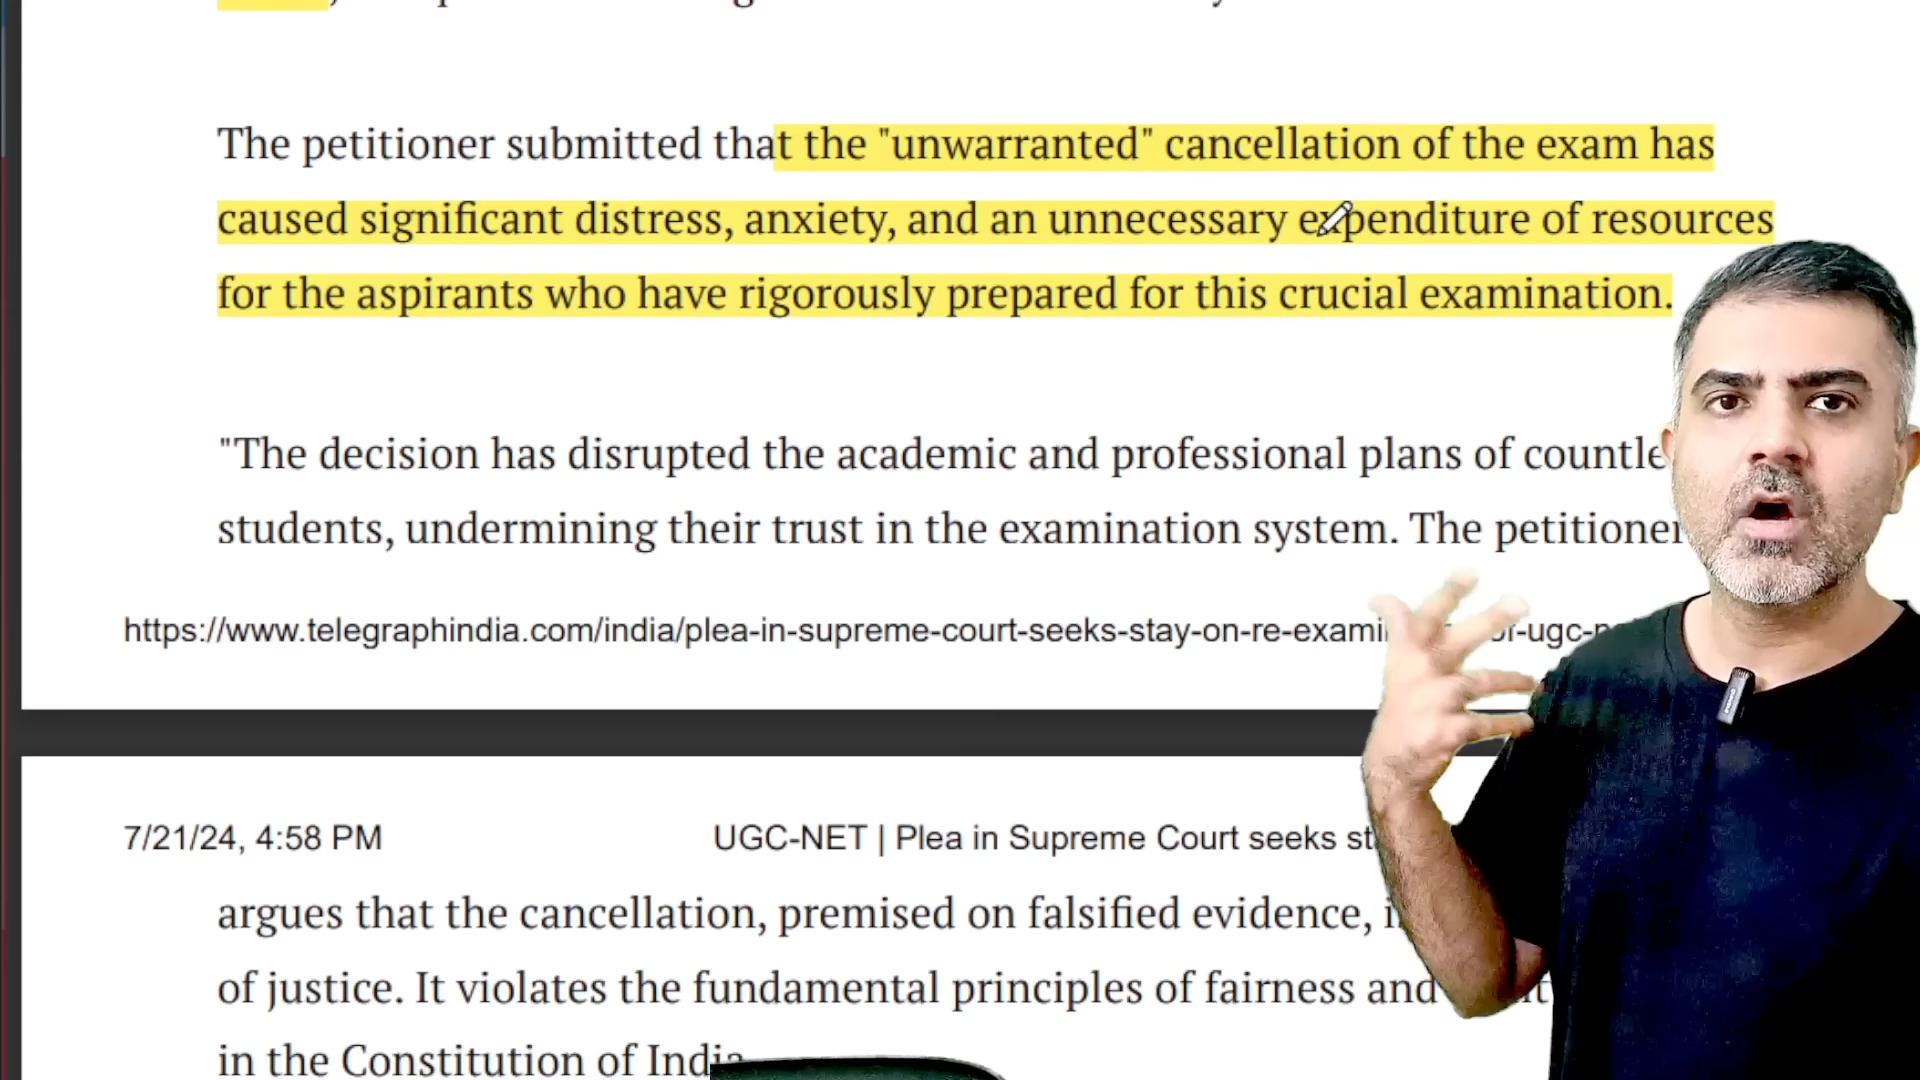 The petitioner submitted that the "unwarranted" cancellation of the exam has
caused significant distress, anxiety, and an unnecessary expenditure of resources
for the aspirants who have rigorously prepared for this crucial examination.
"The decision has disrupted the academic and professional plans of countle
students, undermining their trust in the examination system. The petitioner
https://www.telegraphindia.com/india/plea-in-supreme-court-seeks-stay-on-re-exami
7/21/24, 4:58 PM
UGC-NET | Plea in Supreme Court seeks st
argues that the cancellation, premised on falsified evidence,
of justice. It violates the fundamental principles of fairness and
in the Constitution of India